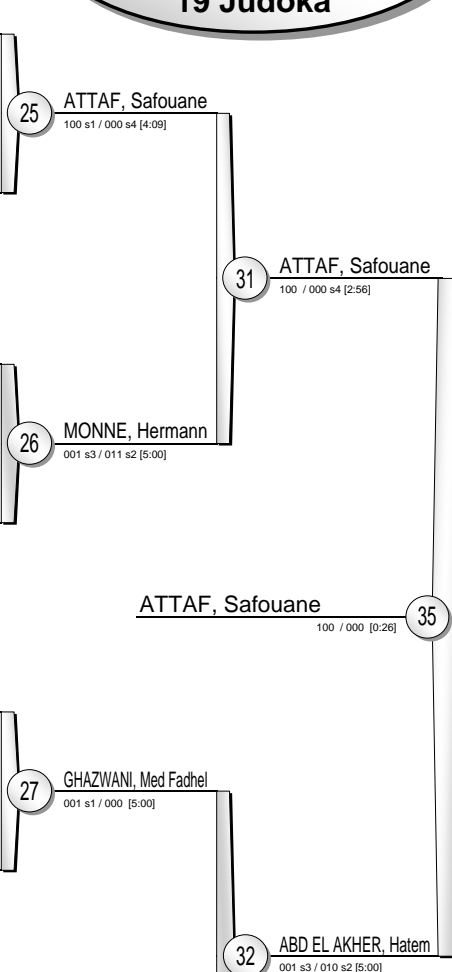 19 Judoka
25
ATTAF, Safouane
100 s1 / 000 s4 [4:09]
31
ATTAF, Safouane
100 / 000 s4 [2:56]
26
MONNE, Hermann
001 s3 / 011 s2 [5:00]
ATTAF, Safouane
100 / 000 [0:26]
35
27
GHAZWANI, Med Fadhel
001 s1 / 000 [5:00]
32
ABD EL AKHER, Hatem
001 s3 / 010 s2 [5:00]